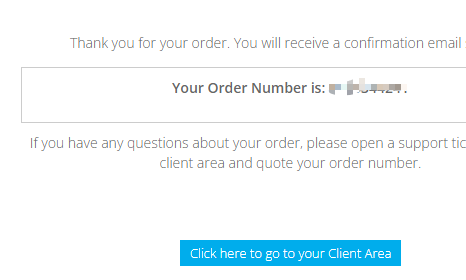 Thank you for your order. You will receive a confirmation email
Your Order Number is:
If you have any questions about your order, please open a support tic
client area and quote your order number.
Click here to go to your Client Area